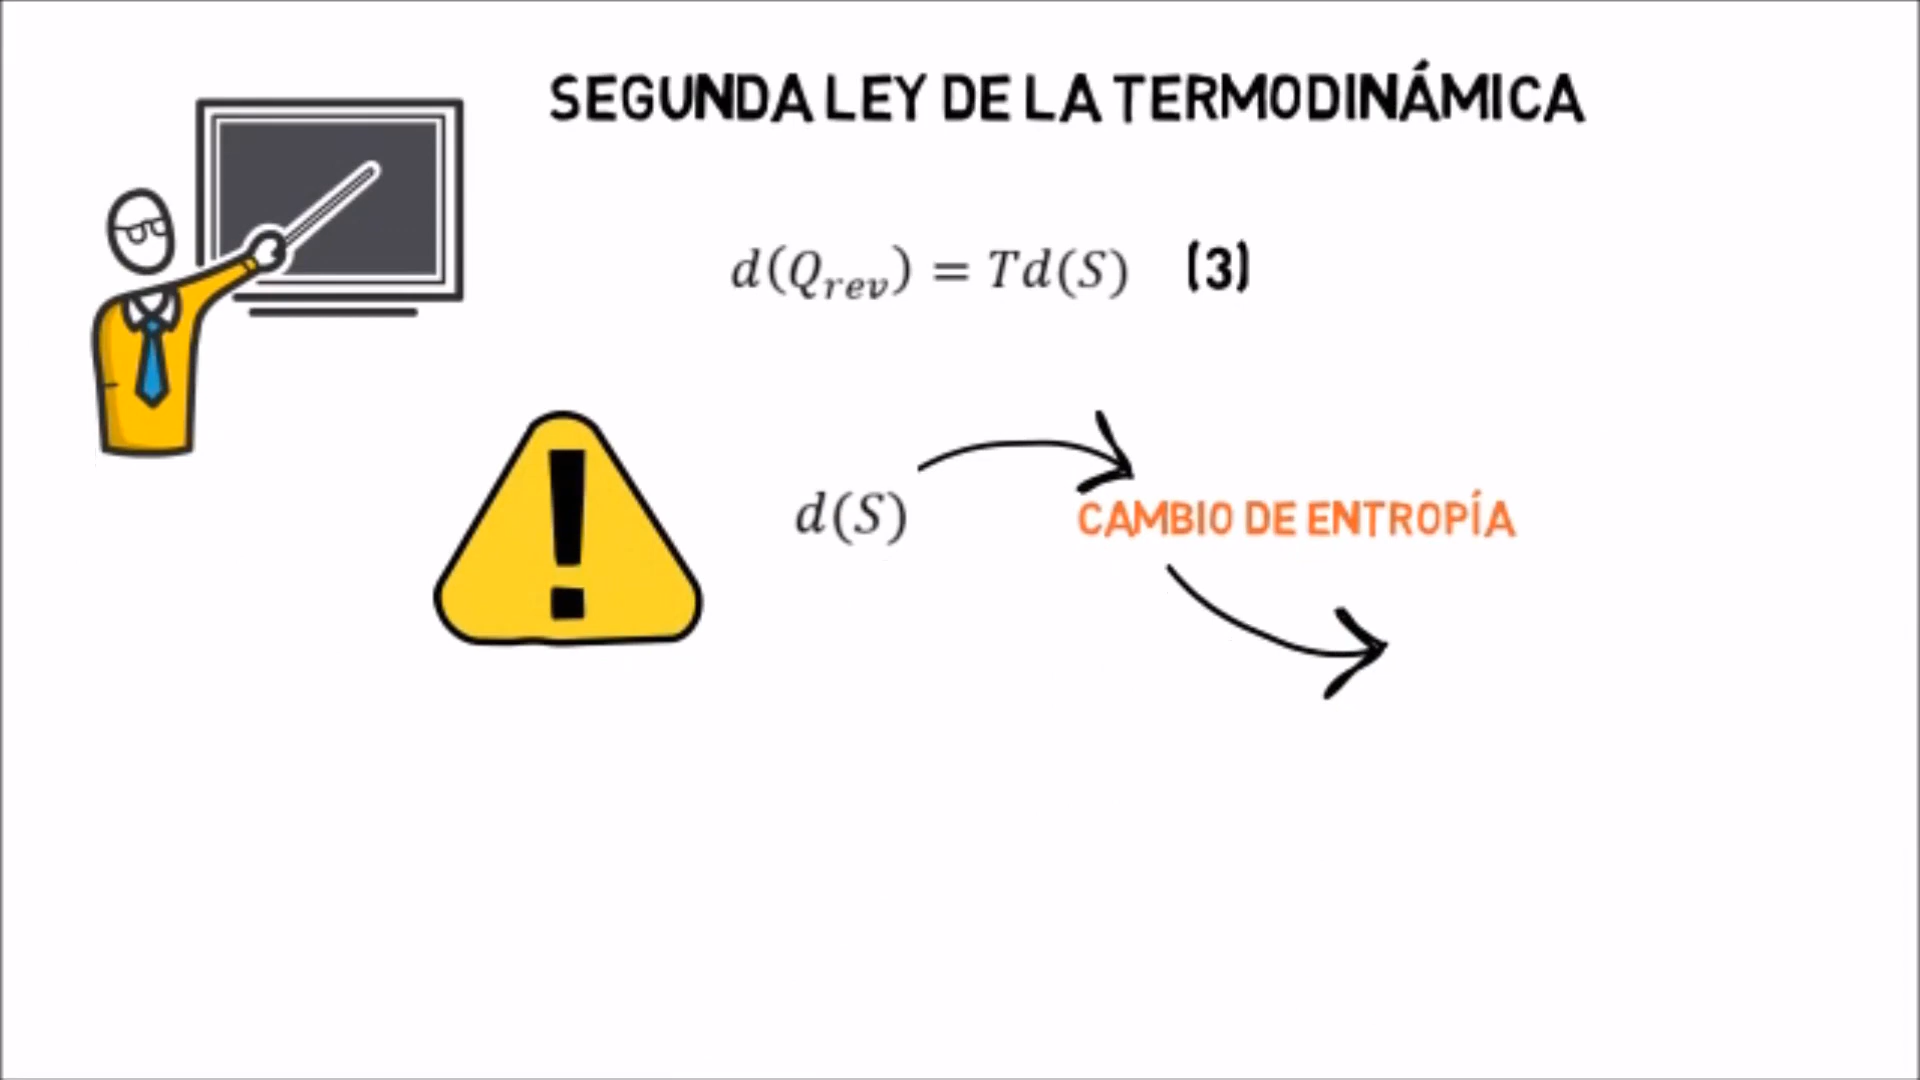 SEGUNDA LEY DE LA TERMODINÁMICA
d(Q_rev) = Td(S) (3)
d(S)
CAMBIO DE ENTROPÍA